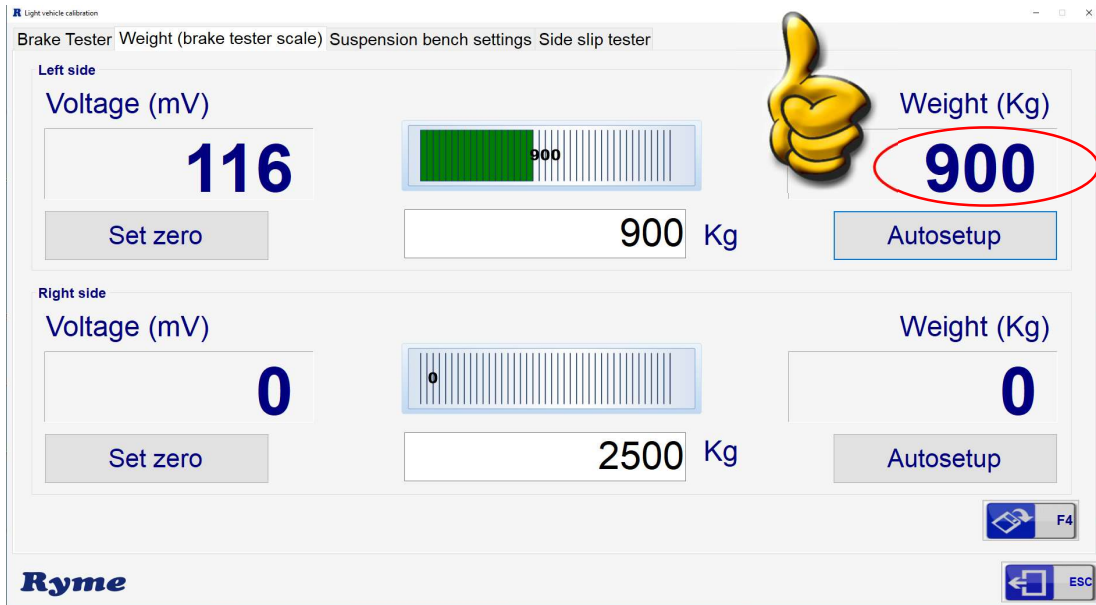 R Light vehicle calibration
Brake Tester Weight (brake tester scale) Suspension bench settings Side slip tester
Left side
Voltage (mV) Weight (Kg)
116 900 900
Set zero 900 Kg Autosetup
Right side
Voltage (mV) Weight (Kg)
0 0 0
Set zero 2500 Kg Autosetup
F4
Ryme ESC